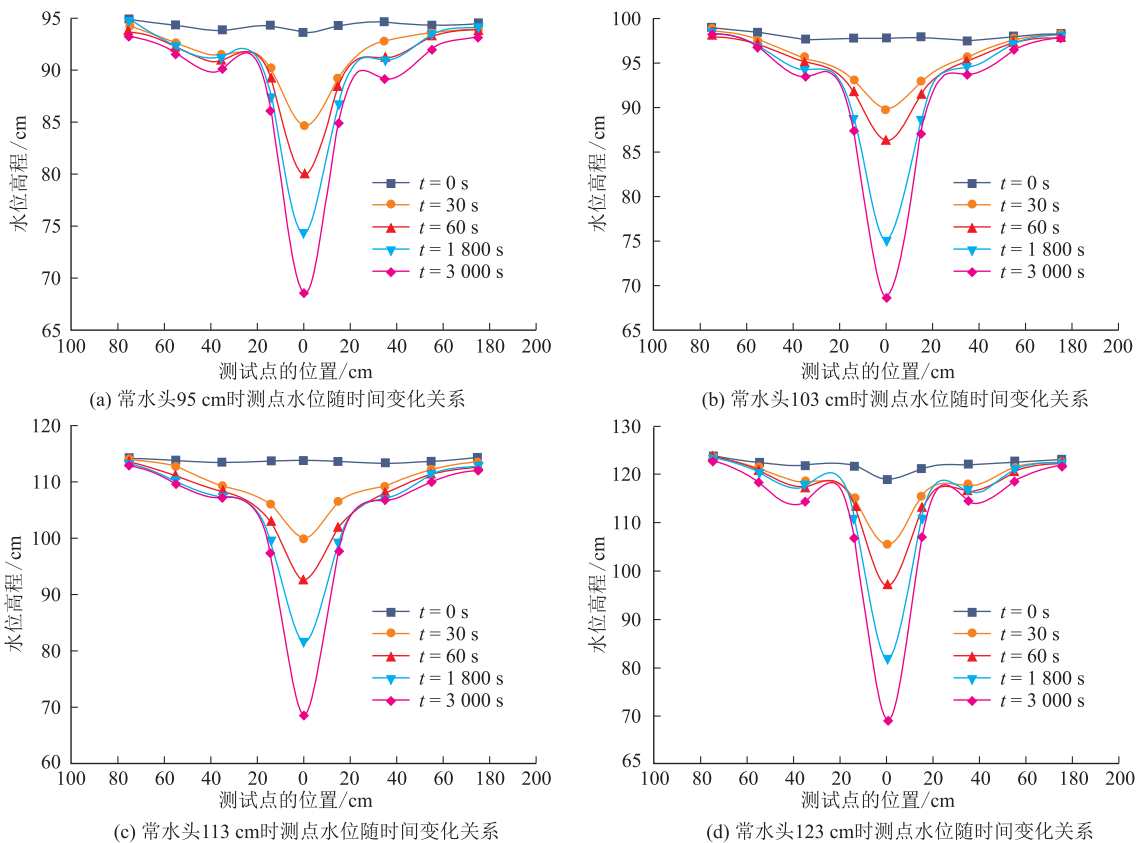 95
90
85
80
75
70
65
水位高程/cm
t = 0 s
t = 30 s
t = 60 s
t = 1 800 s
t = 3 000 s
100 80 60 40 20 0 20 40 60 80 180 200
测试点的位置/cm
(a) 常水头95 cm时测点水位随时间变化关系
100
95
90
85
80
75
70
65
水位高程/cm
t = 0 s
t = 30 s
t = 60 s
t = 1 800 s
t = 3 000 s
100 80 60 40 20 0 20 40 60 80 180 200
测试点的位置/cm
(b) 常水头103 cm时测点水位随时间变化关系
120
110
100
90
80
70
60
水位高程/cm
t = 0 s
t = 30 s
t = 60 s
t = 1 800 s
t = 3 000 s
100 80 60 40 20 0 20 40 60 80 180 200
测试点的位置/cm
(c) 常水头113 cm时测点水位随时间变化关系
130
120
110
100
90
80
70
65
水位高程/cm
t = 0 s
t = 30 s
t = 60 s
t = 1 800 s
t = 3 000 s
100 80 60 40 20 0 20 40 60 80 180 200
测试点的位置/cm
(d) 常水头123 cm时测点水位随时间变化关系